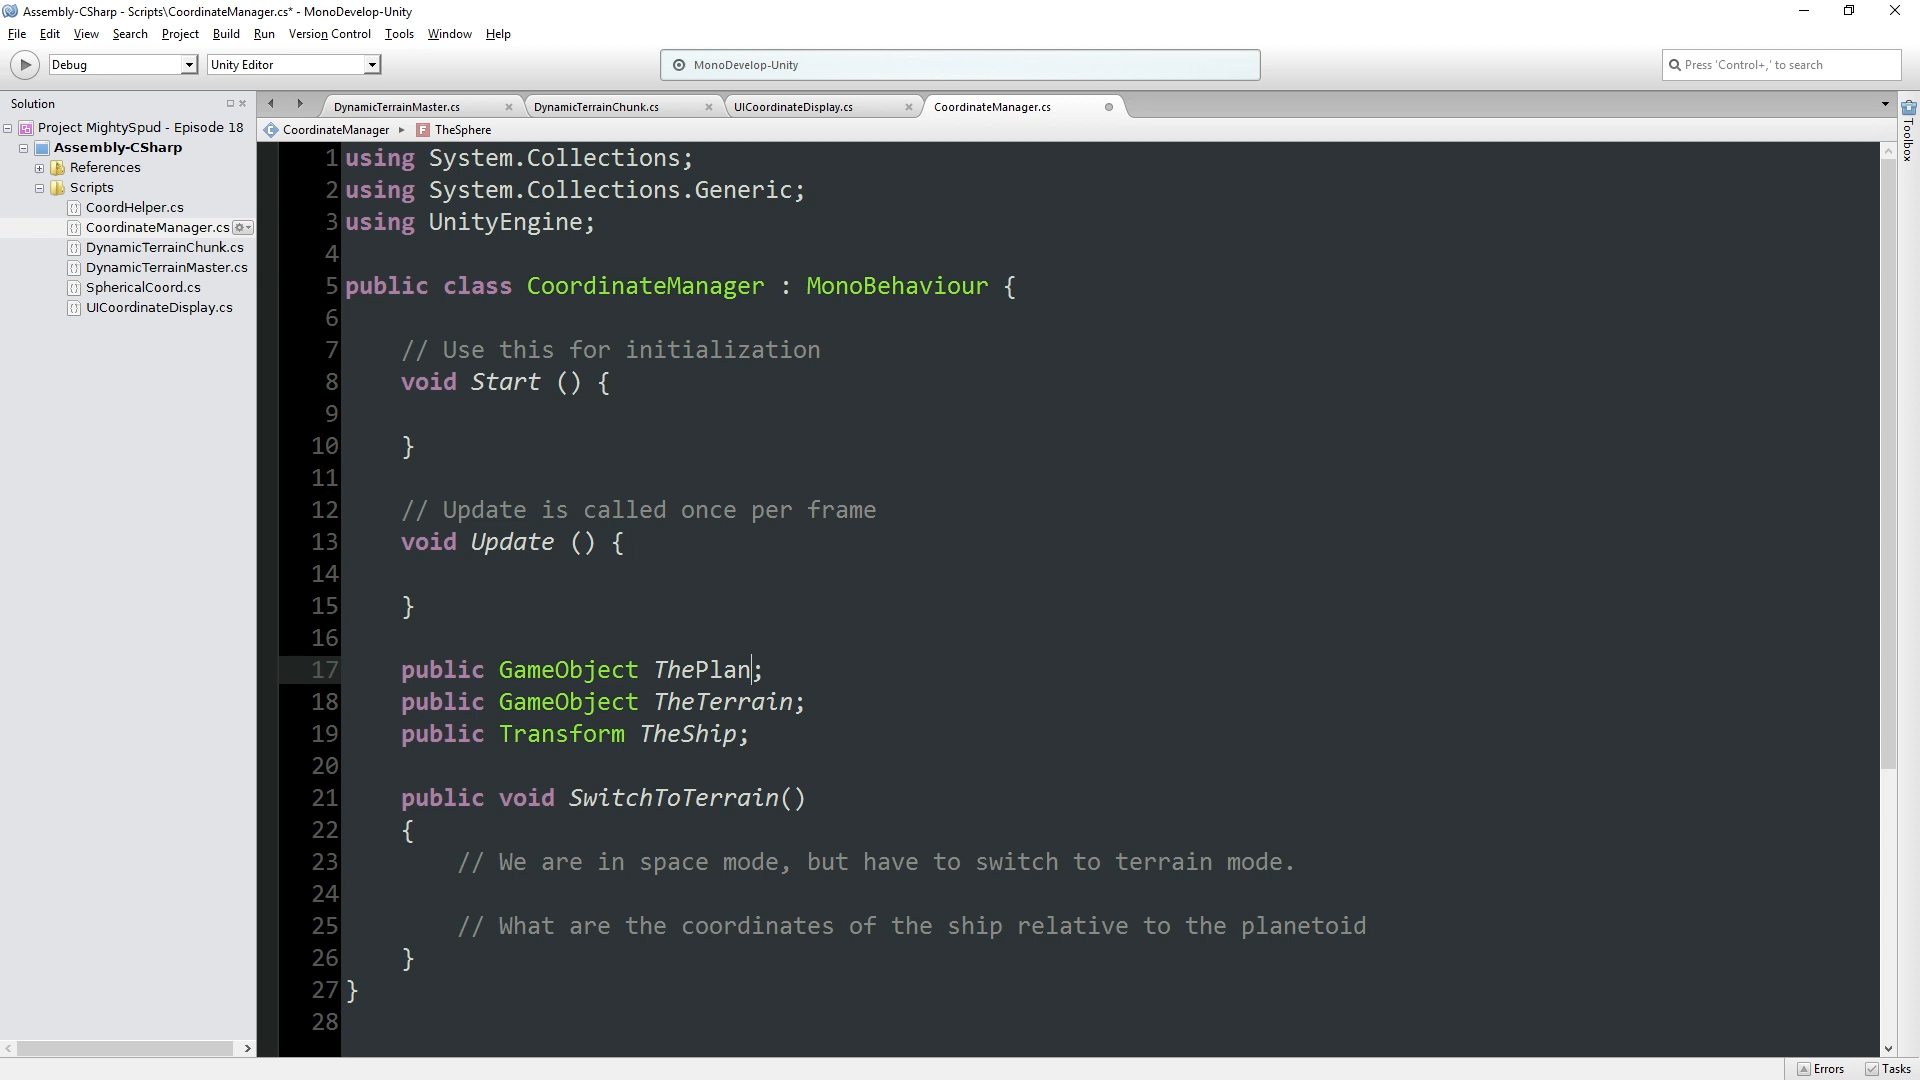 Assembly-CSharp - Scripts\CoordinateManager.cs* - MonoDevelop-Unity
File Edit View Search Project Build Run Version Control Tools Window Help
Debug Unity Editor MonoDevelop-Unity Press 'Control+,' to search
Solution
Project MightySpud - Episode 18
Assembly-CSharp
References
Scripts
CoordHelper.cs
CoordinateManager.cs
DynamicTerrainChunk.cs
DynamicTerrainMaster.cs
SphericalCoord.cs
UICoordinateDisplay.cs
DynamicTerrainMaster.cs DynamicTerrainChunk.cs UICoordinateDisplay.cs CoordinateManager.cs
CoordinateManager TheSphere
1 using System.Collections;
2 using System.Collections.Generic;
3 using UnityEngine;
4
5 public class CoordinateManager : MonoBehaviour {
6
7 // Use this for initialization
8 void Start () {
9
10 }
11
12 // Update is called once per frame
13 void Update () {
14
15 }
16
17 public GameObject ThePlan;
18 public GameObject TheTerrain;
19 public Transform TheShip;
20
21 public void SwitchToTerrain()
22 {
23 // We are in space mode, but have to switch to terrain mode.
24
25 // What are the coordinates of the ship relative to the planetoid
26 }
27 }
28
Toolbox
Errors Tasks